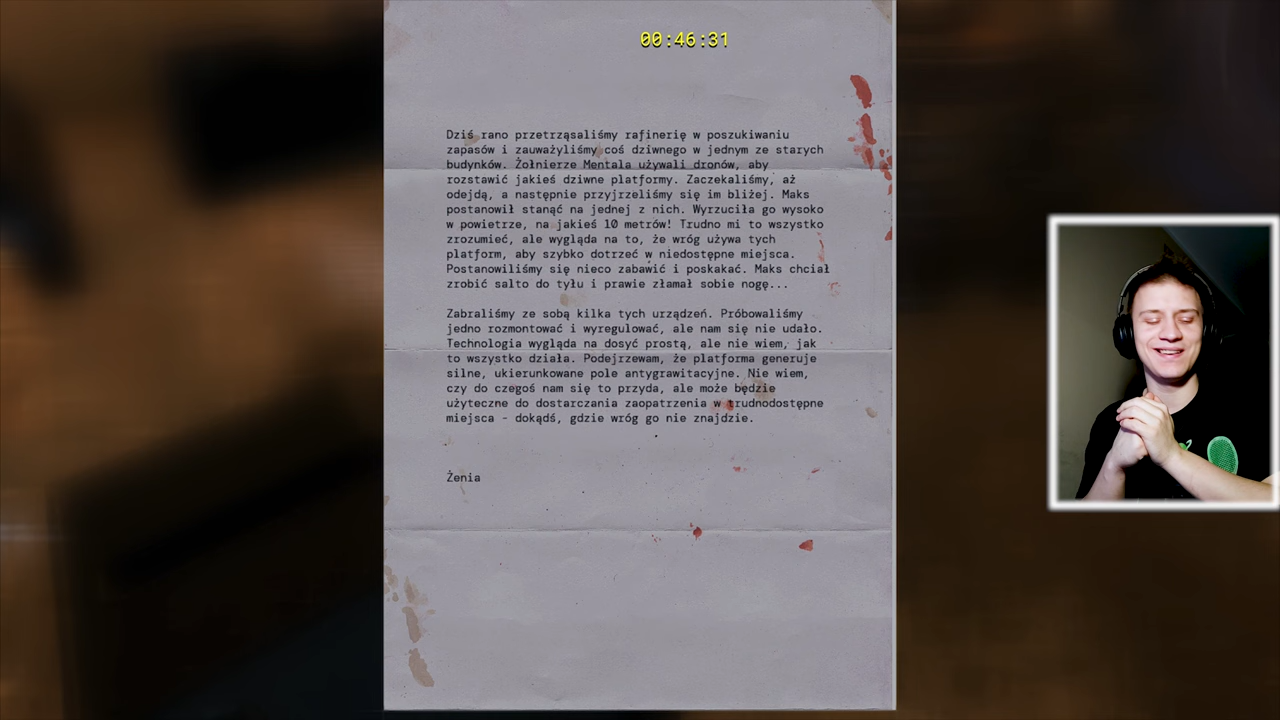 00:46:31
Dziś rano przetrząsaliśmy rafinerię w poszukiwaniu
zapasów i zauważyliśmy coś dziwnego w jednym ze starych
budynków. Żołnierze Mentala używali dronów, aby
rozstawić jakieś dziwne platformy. Zaczekaliśmy, aż
odejdą, a następnie przyjrzeliśmy się im bliżej. Maks
postanowił stanąć na jednej z nich. Wyrzuciła go wysoko
w powietrze, na jakieś 10 metrów! Trudno mi to wszystko
zrozumieć, ale wygląda na to, że wróg używa tych
platform, aby szybko dotrzeć w niedostępne miejsca.
Postanowiliśmy się nieco zabawić i poskakać. Maks chciał
zrobić salto do tyłu i prawie złamał sobie nogę...
Zabraliśmy ze sobą kilka tych urządzeń. Próbowaliśmy
jedno rozmontować i wyregulować, ale nam się nie udało.
Technologia wygląda na dosyć prostą, ale nie wiem, jak
to wszystko działa. Podejrzewam, że platforma generuje
silne, ukierunkowane pole antygrawitacyjne. Nie wiem,
czy do czegoś nam się to przyda, ale może będzie
użyteczne do dostarczania zaopatrzenia w trudnodostępne
miejsca - dokądś, gdzie wróg go nie znajdzie.
Żenia